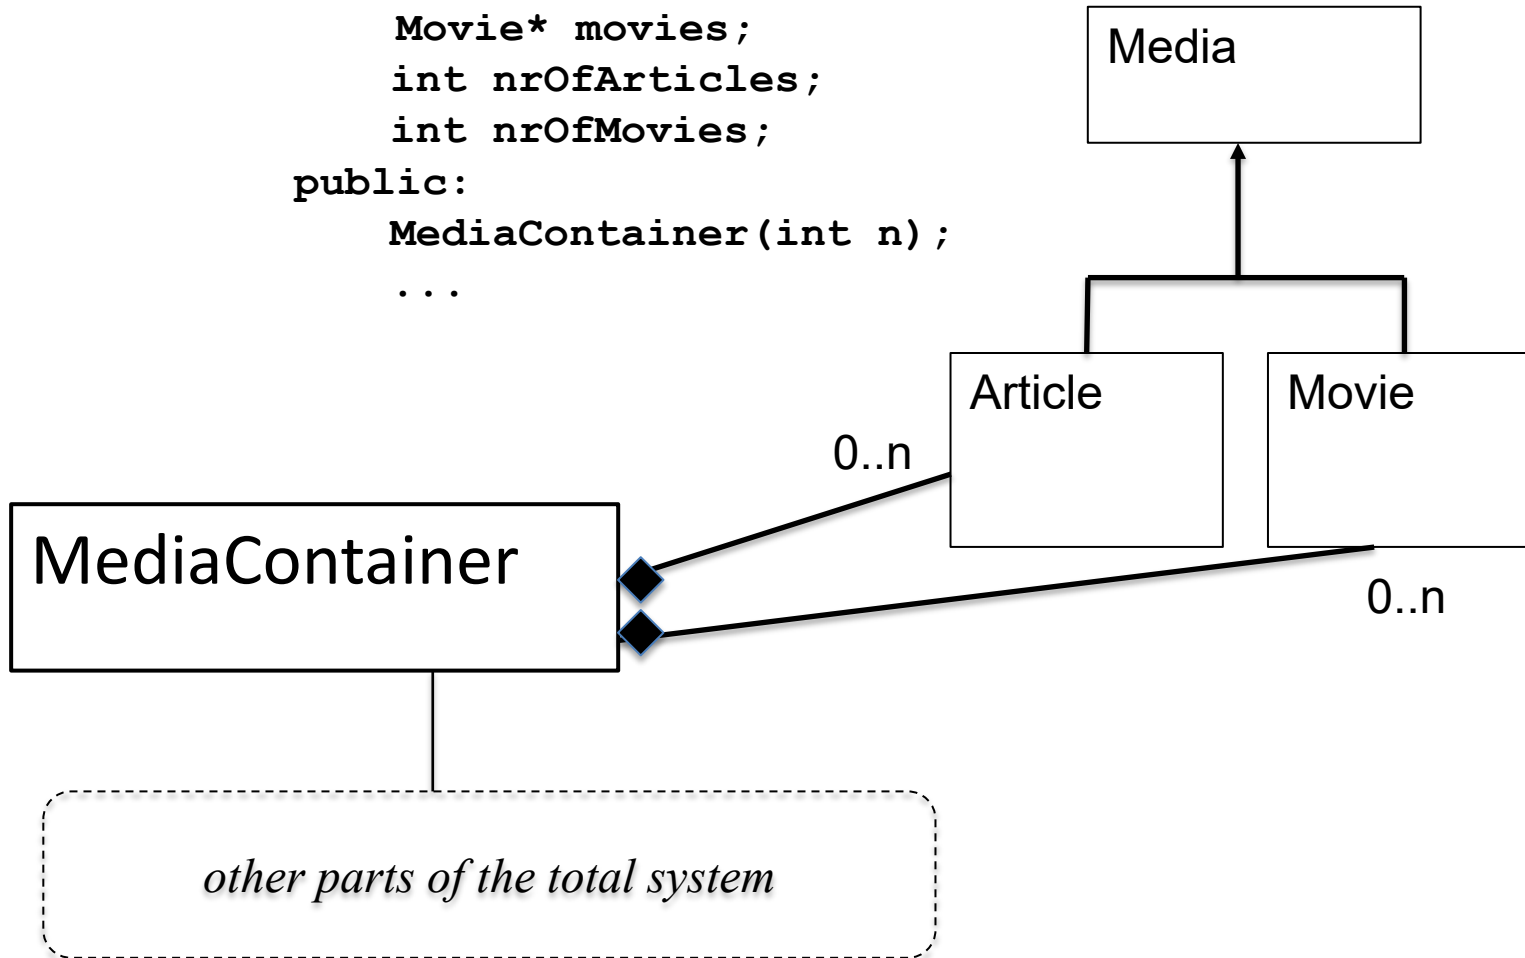 Movie* movies;
int nrOfArticles;
int nrOfMovies;
public:
MediaContainer(int n);
...
Media
Article
Movie
0..n
MediaContainer
0..n
other parts of the total system